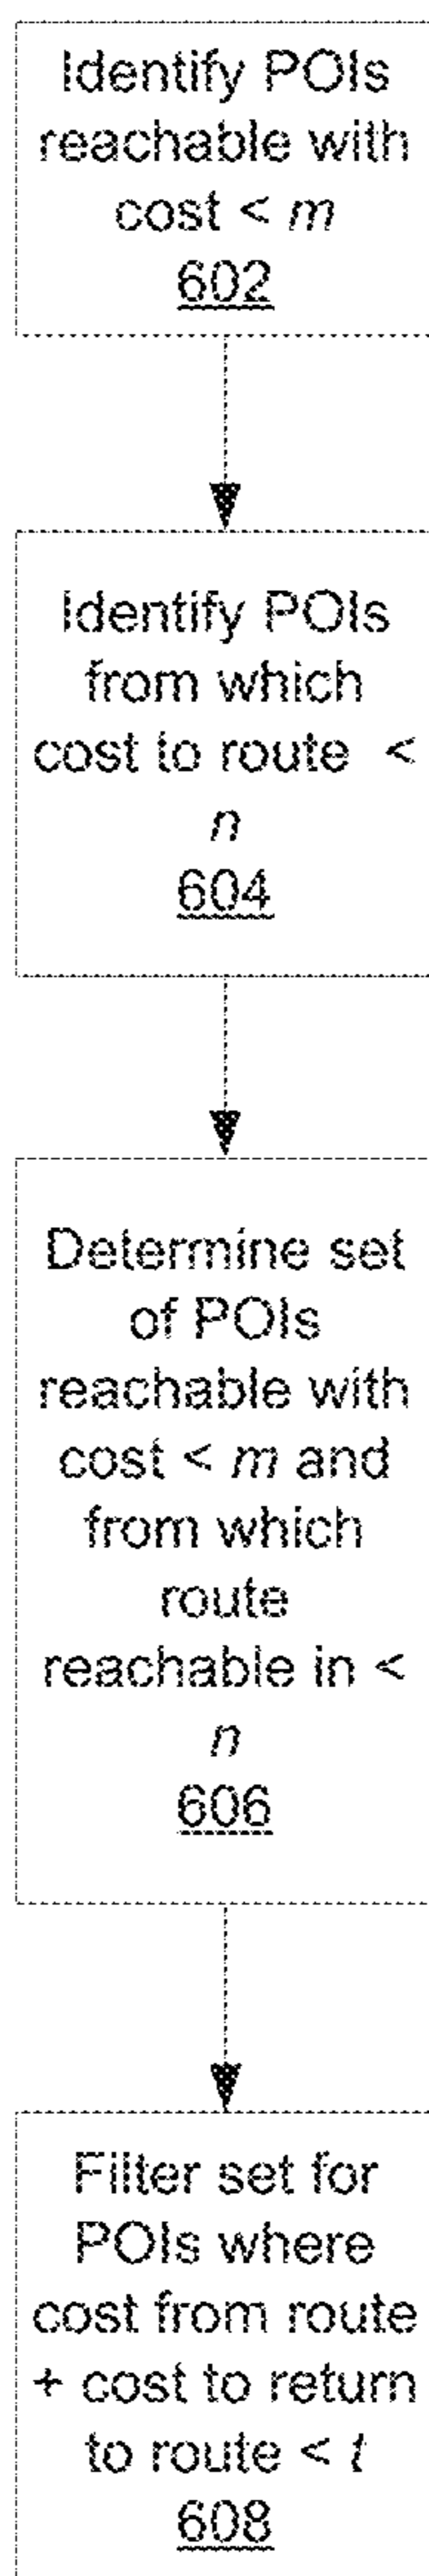 Identify POIs
reachable with
cost < m
602
Identify POIs
from which
cost to route <
n
604
Determine set
of POIs
reachable with
cost < m and
from which
route
reachable in <
n
606
Filter set for
POIs where
cost from route
+ cost to return
to route < t
608